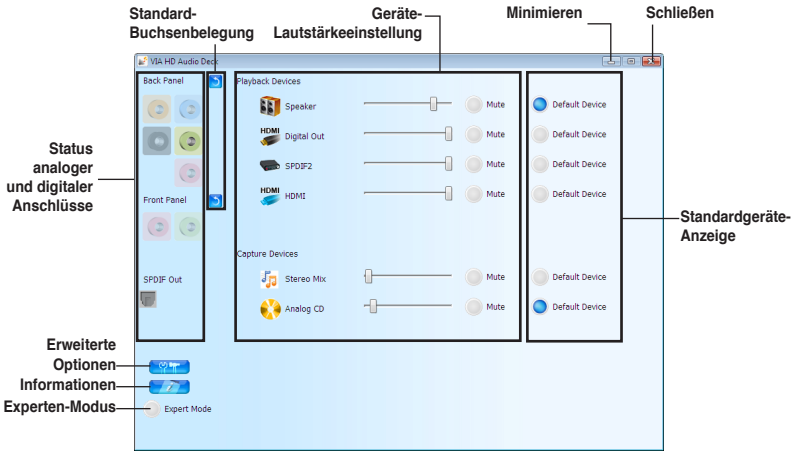 Standard-
Buchsenbelegung
Geräte-
Lautstärkeeinstellung
Minimieren
Schließen
VIA HD Audio Deck
Back Panel
Playback Devices
Speaker
Mute
Default Device
HDMI
Digital Out
Mute
Default Device
SPDIF2
Mute
Default Device
HDMI
HDMI
Mute
Default Device
Status
analoger
und digitaler
Anschlüsse
Front Panel
Standardgeräte-
Anzeige
Capture Devices
SPDIF Out
Stereo Mix
Mute
Default Device
Analog CD
Mute
Default Device
Erweiterte
Optionen
Informationen
Experten-Modus
Expert Mode